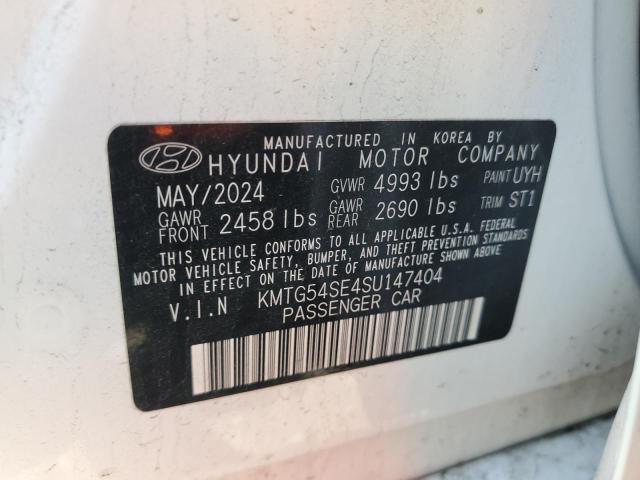 MANUFACTURED IN KOREA BY
HYUNDAI MOTOR COMPANY
MAY/2024 GVWR 4993 lbs PAINT UYH
GAWR FRONT 2458 lbs GAWR REAR 2690 lbs TRIM ST1
THIS VEHICLE CONFORMS TO ALL APPLICABLE U.S.A. FEDERAL
MOTOR VEHICLE SAFETY, BUMPER, AND THEFT PREVENTION STANDARDS
IN EFFECT ON THE DATE OF MANUFACTURE SHOWN ABOVE.
V.I.N KMTG54SE4SU147404
PASSENGER CAR